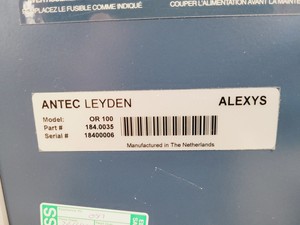 REMPLACEZ LE FUSIBLE COMME INDIQUÉ
COUPER L'ALIMENTATION AVANT LA
ANTEC LEYDEN ALEXYS
Model: OR 100
Part # 184.0035
Serial # 18400006
Manufactured in The Netherlands